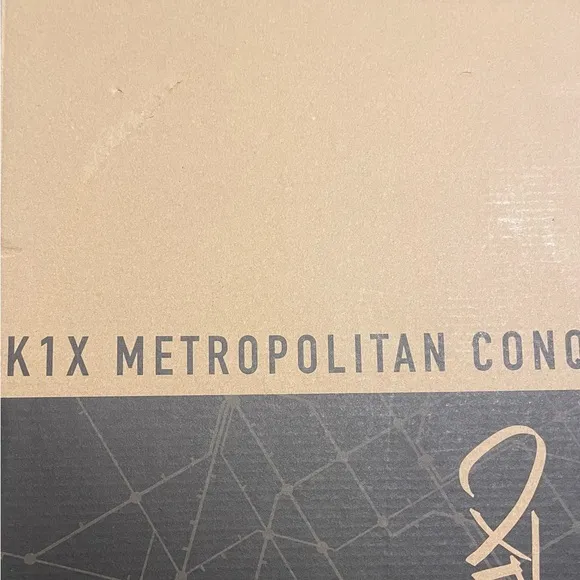 K1X METROPOLITAN CONQ